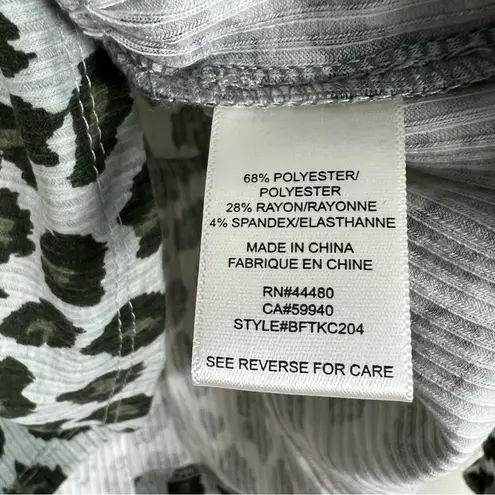 68% POLYESTER/
POLYESTER
28% RAYON/RAYONNE
4% SPANDEX/ELASTHANNE
MADE IN CHINA
FABRIQUE EN CHINE
RN#44480
CA#59940
STYLE#BFTKC204
SEE REVERSE FOR CARE